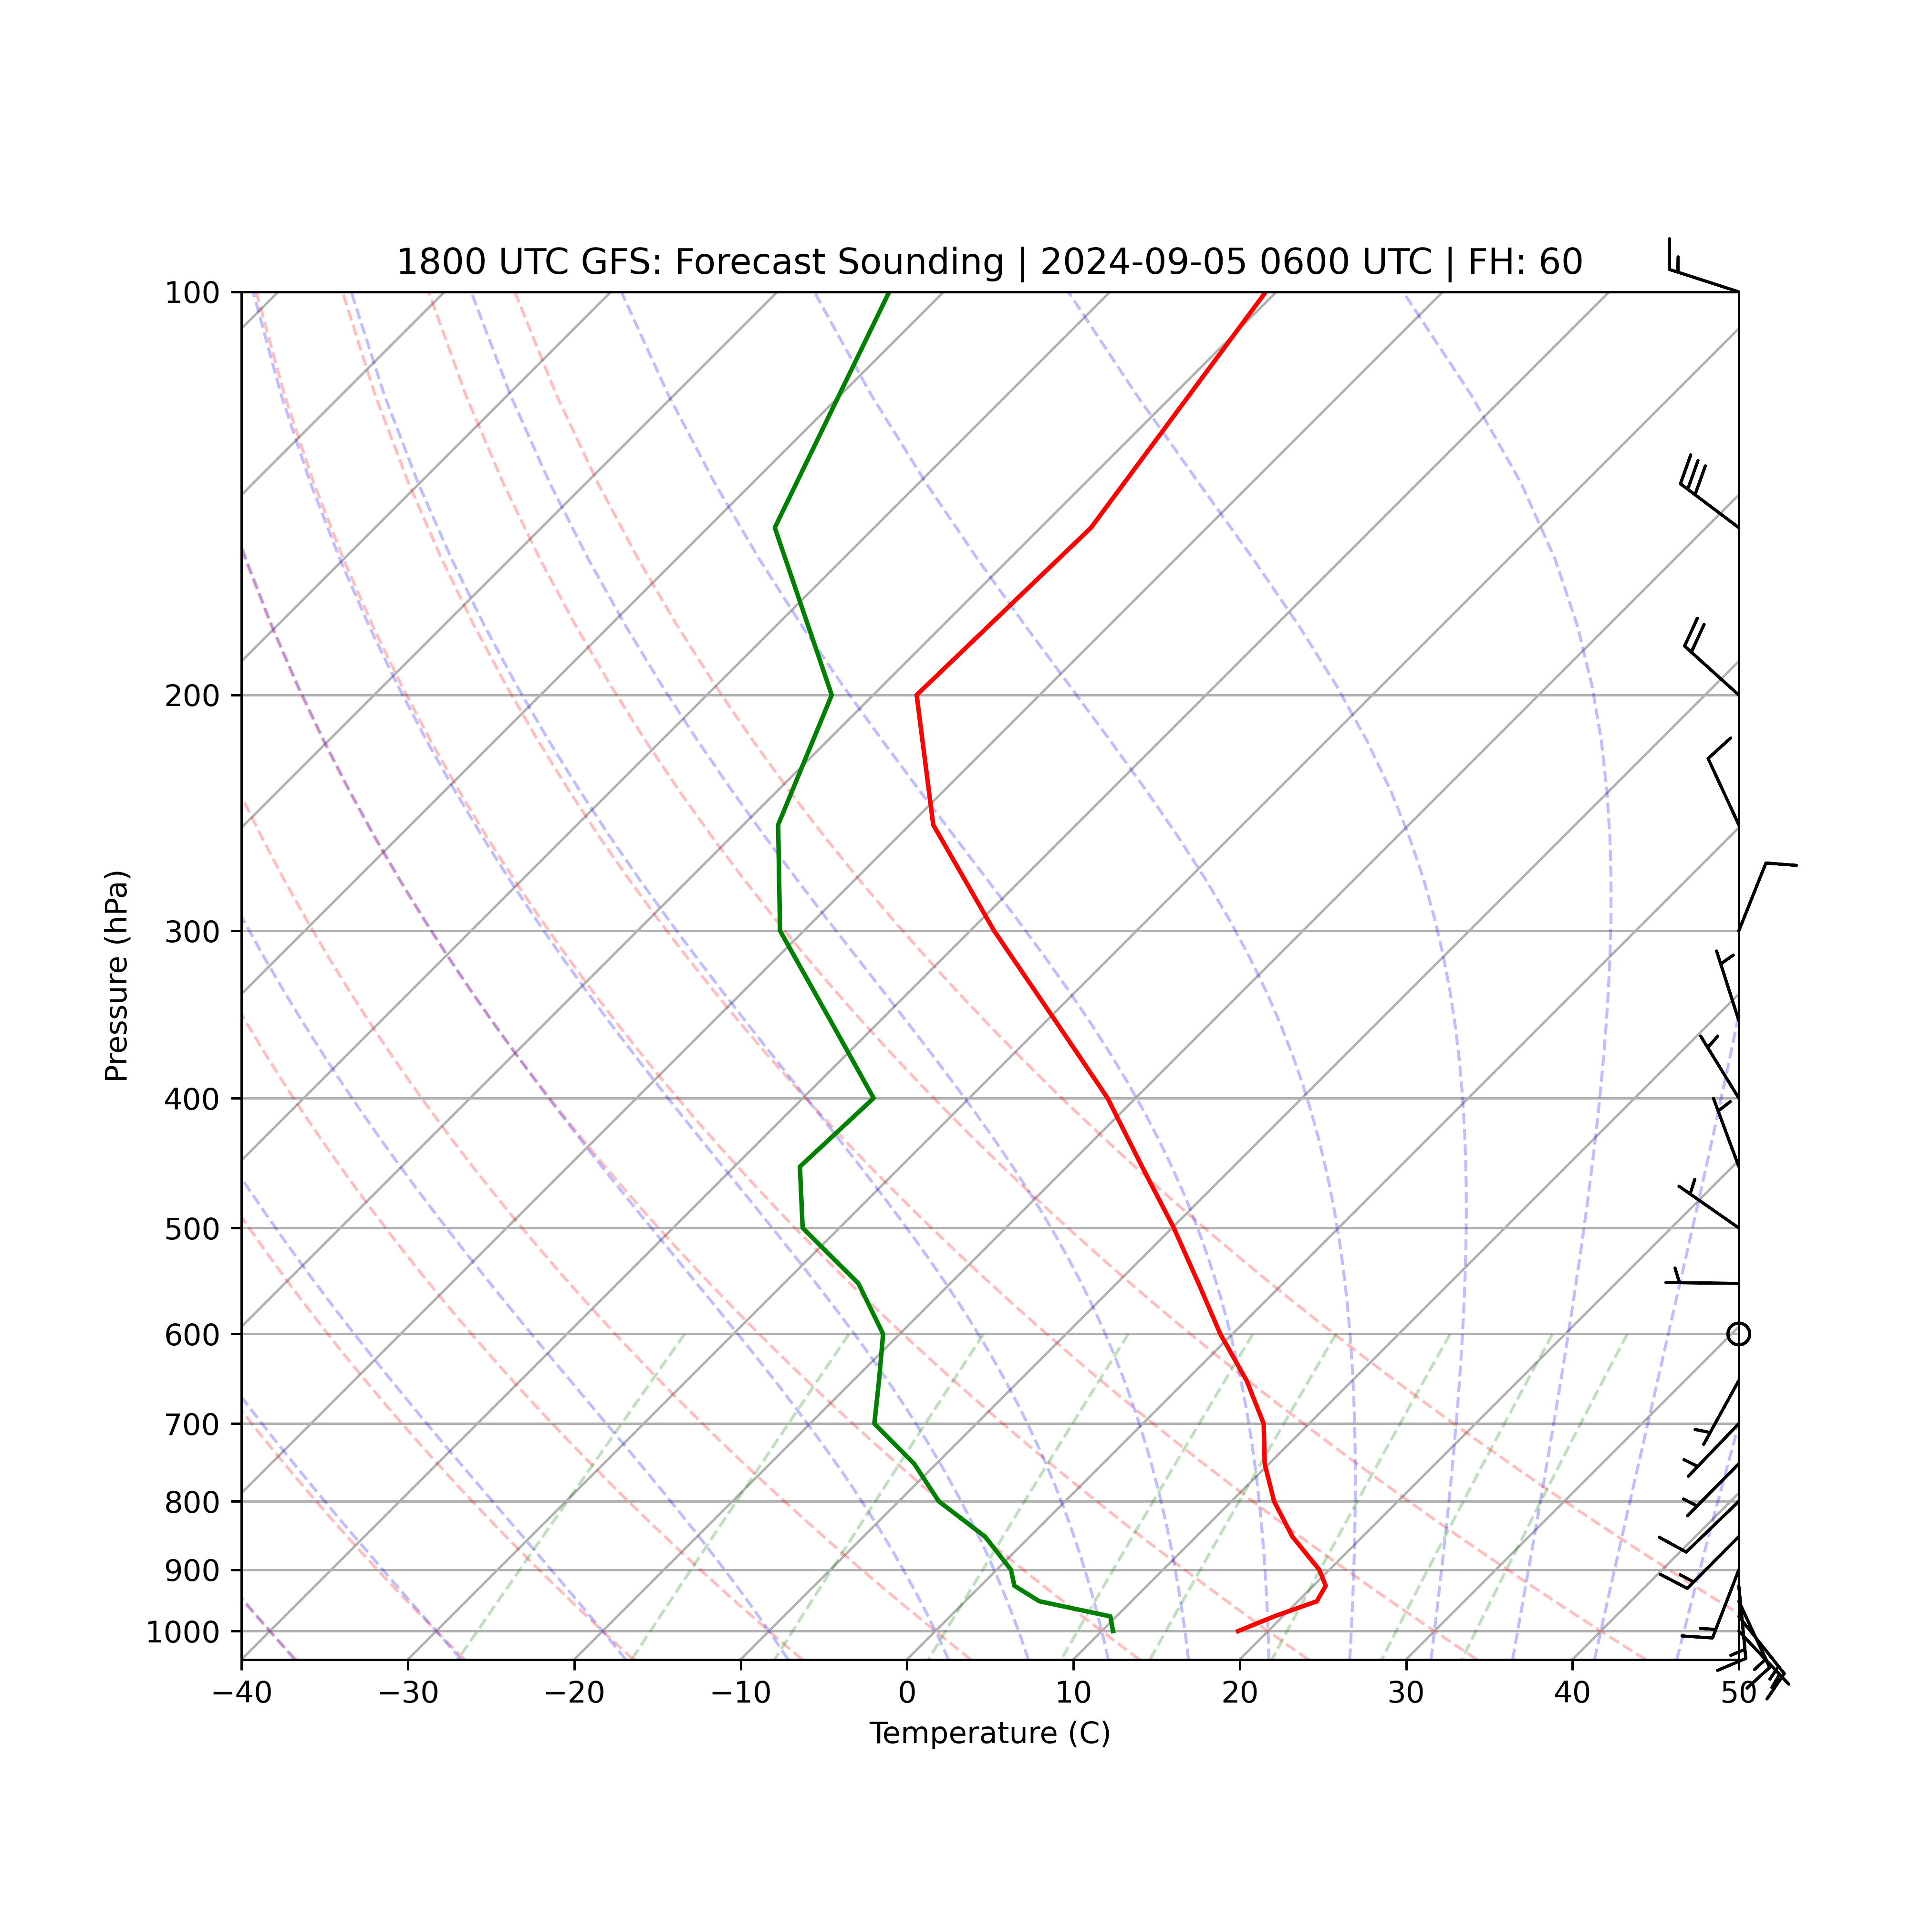 1800 UTC GFS: Forecast Sounding | 2024-09-05 0600 UTC | FH: 60
100
200
300
400
500
600
700
800
900
1000
Pressure (hPa)
−40 −30 −20 −10 0 10 20 30 40 50
Temperature (C)